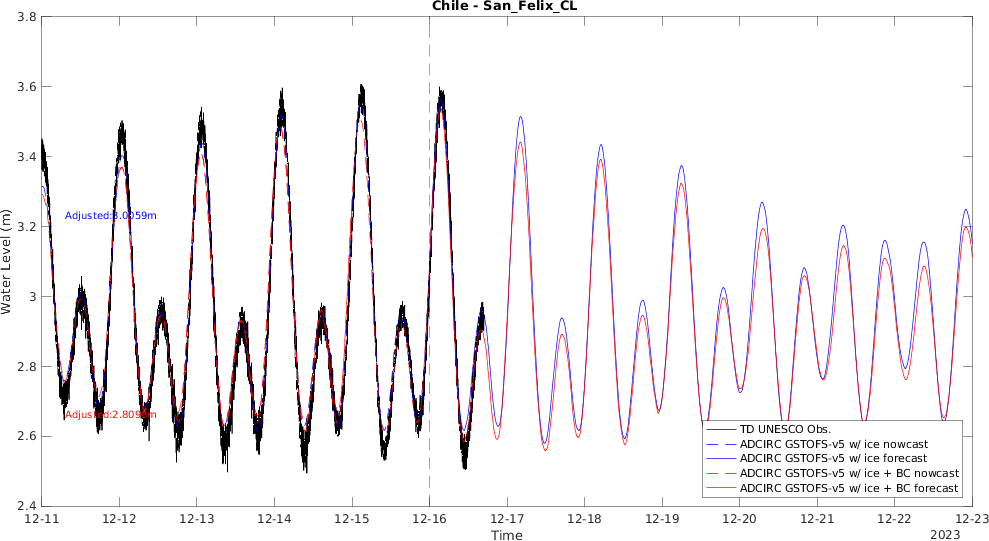 Chile - San_Felix_CL
3.8
3.6
3.4
3.2
3
2.8
2.6
2.4
Water Level (m)
Adjusted:3.0059m
TD UNESCO Obs.
ADCIRC GSTOFS-v5 w/ ice nowcast
ADCIRC GSTOFS-v5 w/ ice forecast
ADCIRC GSTOFS-v5 w/ ice + BC nowcast
ADCIRC GSTOFS-v5 w/ ice + BC forecast
12-11 12-12 12-13 12-14 12-15 12-16 12-17 12-18 12-19 12-20 12-21 12-22 12-23
Time
2023